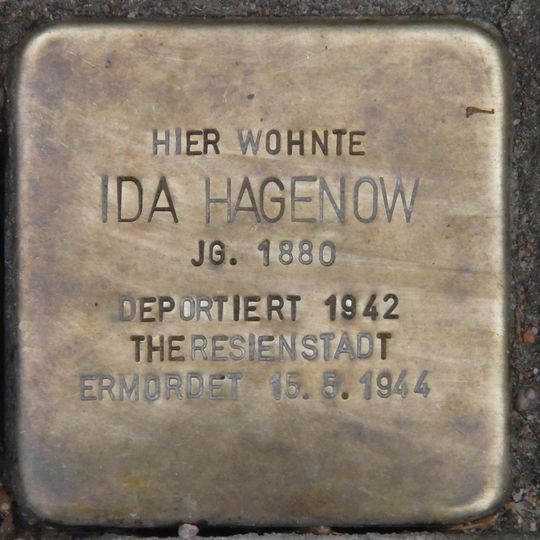 HIER WOHNTE
IDA HAGENOW
JG. 1880
DEPORTIERT 1942
THERESIENSTADT
ERMORDET 15.5.1944